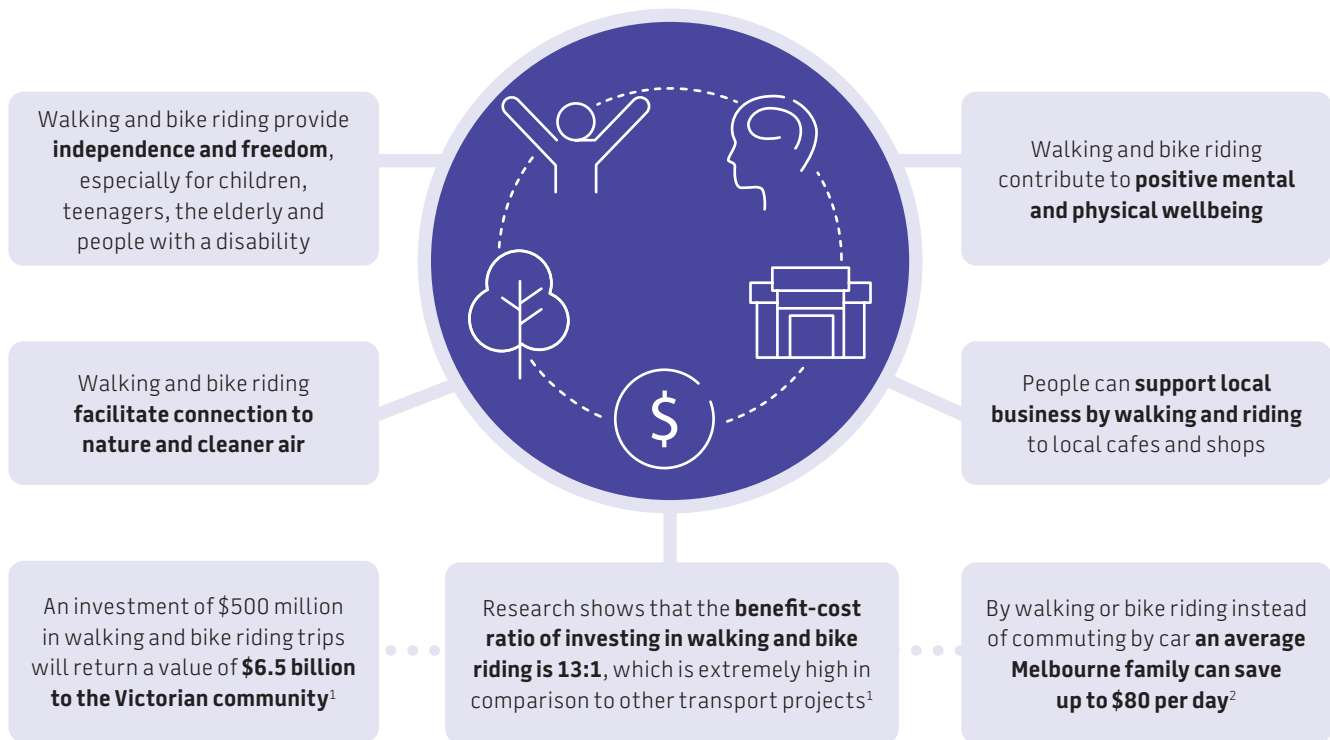 Walking and bike riding provide
independence and freedom,
especially for children,
teenagers, the elderly and
people with a disability
Walking and bike riding
contribute to positive mental
and physical wellbeing
Walking and bike riding
facilitate connection to
nature and cleaner air
$
People can support local
business by walking and riding
to local cafes and shops
An investment of $500 million
in walking and bike riding trips
will return a value of $6.5 billion
to the Victorian community¹
Research shows that the benefit-cost
ratio of investing in walking and bike
riding is 13:1, which is extremely high in
comparison to other transport projects¹
By walking or bike riding instead
of commuting by car an average
Melbourne family can save
up to $80 per day²